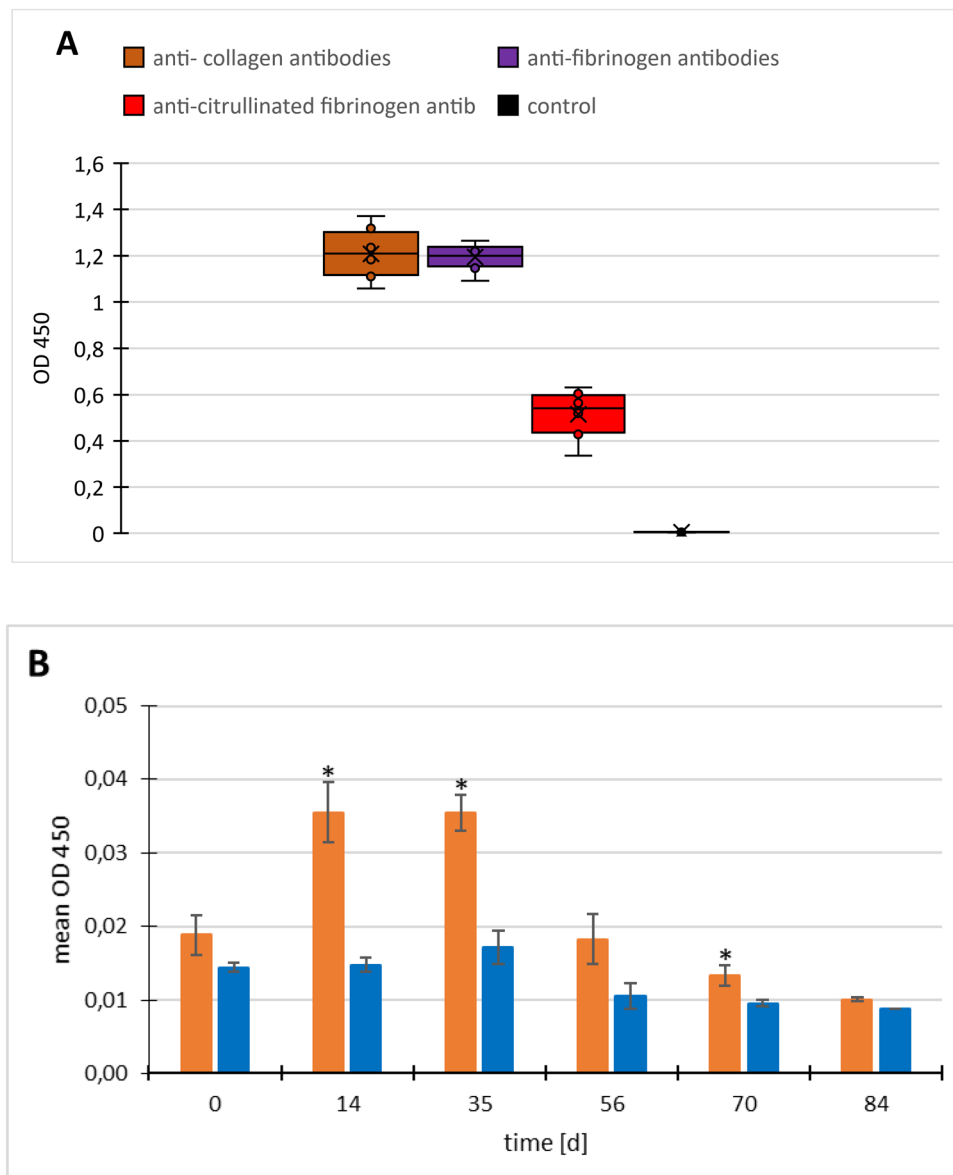 A
anti- collagen antibodies
anti-fibrinogen antibodies
anti-citrullinated fibrinogen antib
control
1,6
1,4
1,2
1
0,8
0,6
0,4
0,2
0
OD 450
B
0,05
0,04
0,03
0,02
0,01
0,00
mean OD 450
*
*
*
0 14 35 56 70 84
time [d]